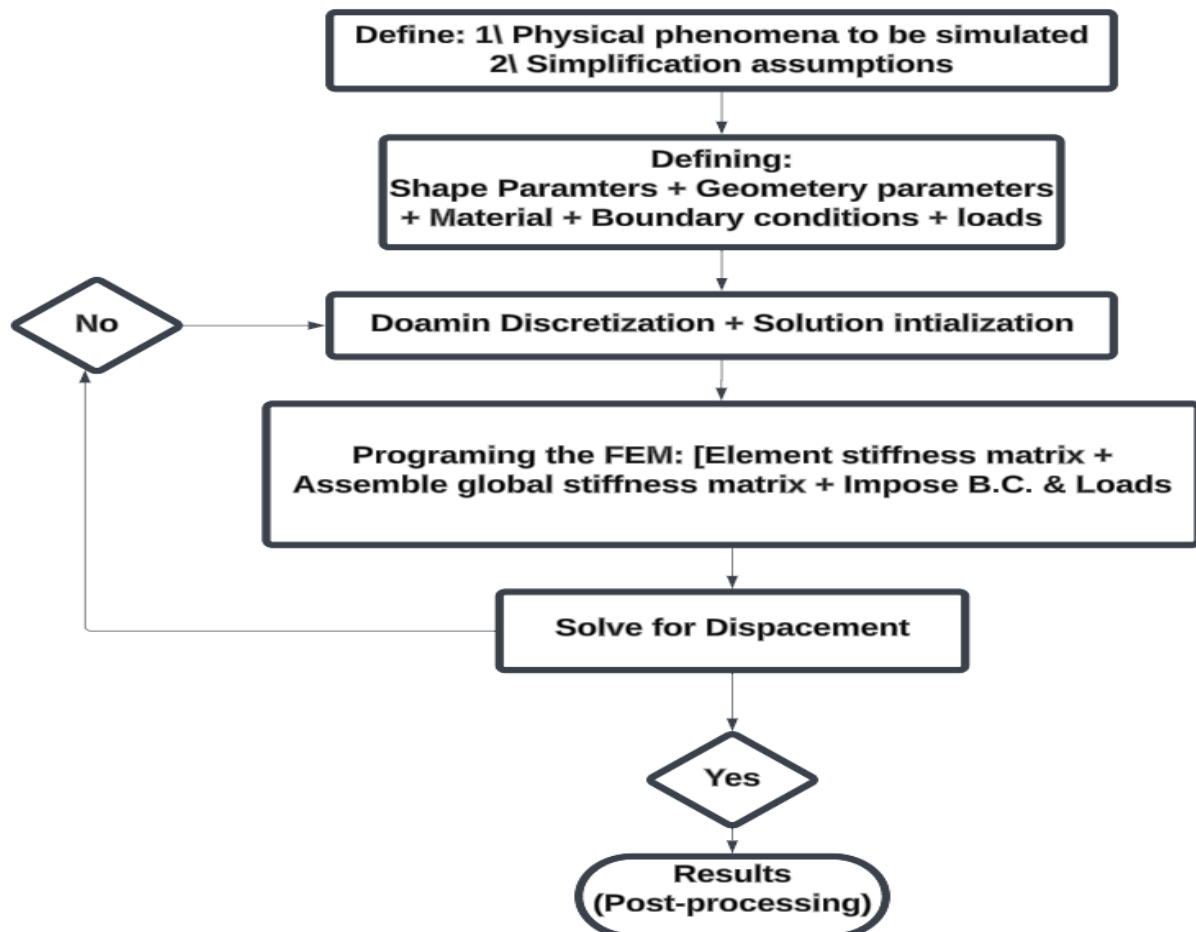 Define: 1\ Physical phenomena to be simulated
2\ Simplification assumptions
Defining:
Shape Paramters + Geometery parameters
+ Material + Boundary conditions + loads
No
Doamin Discretization + Solution intialization
Programing the FEM: [Element stiffness matrix +
Assemble global stiffness matrix + Impose B.C. & Loads
Solve for Dispacement
Yes
Results
(Post-processing)